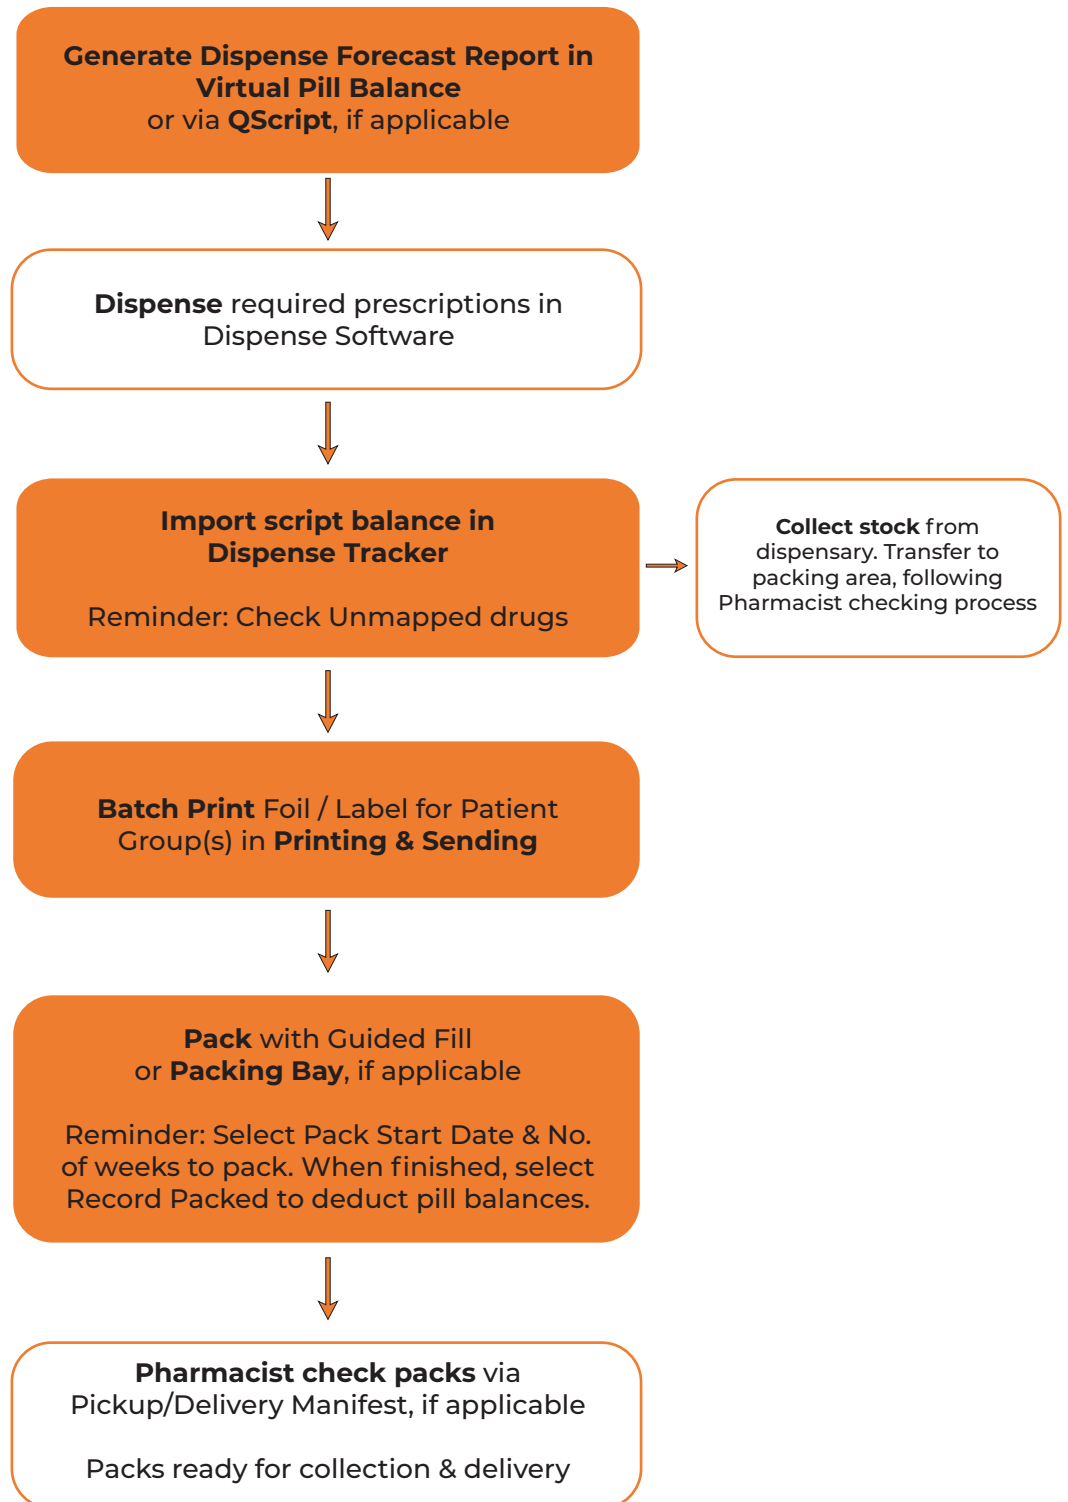 Generate Dispense Forecast Report in
Virtual Pill Balance
or via QScript, if applicable
Dispense required prescriptions in
Dispense Software
Import script balance in
Dispense Tracker
Reminder: Check Unmapped drugs
Collect stock from
dispensary. Transfer to
packing area, following
Pharmacist checking process
Batch Print Foil / Label for Patient
Group(s) in Printing & Sending
Pack with Guided Fill
or Packing Bay, if applicable
Reminder: Select Pack Start Date & No.
of weeks to pack. When finished, select
Record Packed to deduct pill balances.
Pharmacist check packs via
Pickup/Delivery Manifest, if applicable
Packs ready for collection & delivery